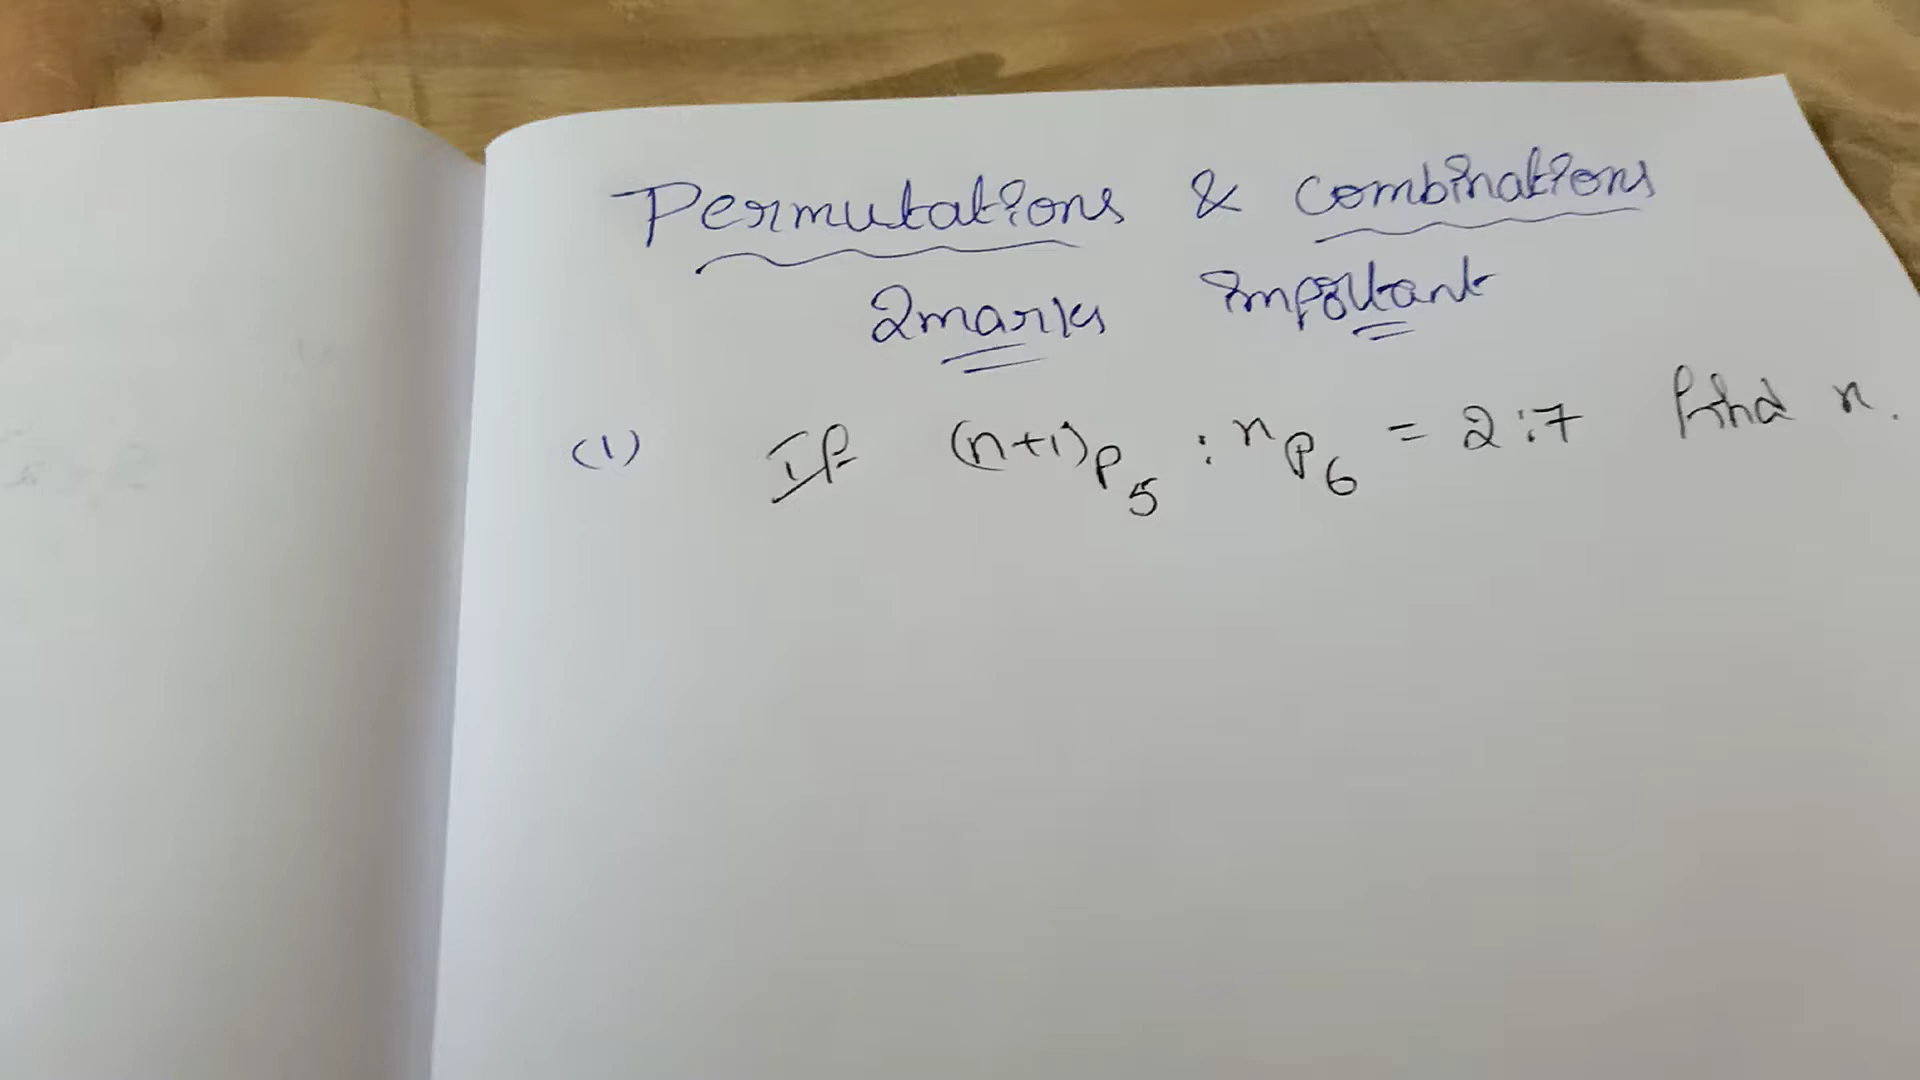 Permutations & combinations
2marks important
(1) If (n+1)P₅ : ⁿP₆ = 2:7 find n.